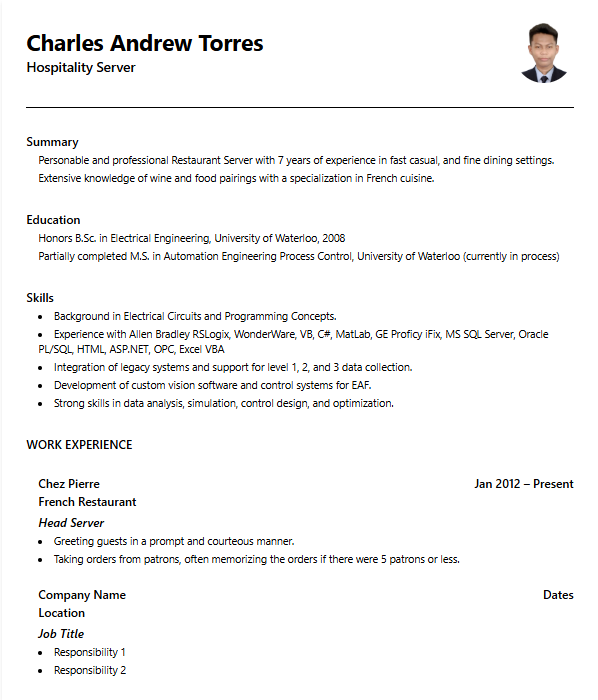 Charles Andrew Torres
Hospitality Server
Summary
Personable and professional Restaurant Server with 7 years of experience in fast casual, and fine dining settings.
Extensive knowledge of wine and food pairings with a specialization in French cuisine.
Education
Honors B.Sc. in Electrical Engineering, University of Waterloo, 2008
Partially completed M.S. in Automation Engineering Process Control, University of Waterloo (currently in process)
Skills
• Background in Electrical Circuits and Programming Concepts.
• Experience with Allen Bradley RSLogix, WonderWare, VB, C#, MatLab, GE Proficy iFix, MS SQL Server, Oracle
PL/SQL, HTML, ASP.NET, OPC, Excel VBA
• Integration of legacy systems and support for level 1, 2, and 3 data collection.
• Development of custom vision software and control systems for EAF.
• Strong skills in data analysis, simulation, control design, and optimization.
WORK EXPERIENCE
Chez Pierre Jan 2012 – Present
French Restaurant
Head Server
• Greeting guests in a prompt and courteous manner.
• Taking orders from patrons, often memorizing the orders if there were 5 patrons or less.
Company Name Dates
Location
Job Title
• Responsibility 1
• Responsibility 2